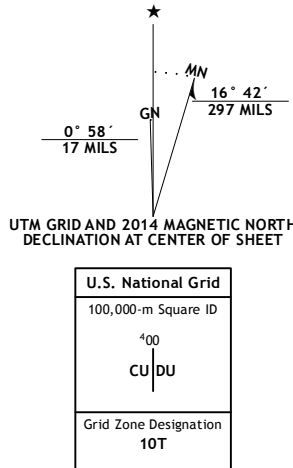 ★
MN
GN
16° 42´
297 MILS
0° 58´
17 MILS
UTM GRID AND 2014 MAGNETIC NORTH
DECLINATION AT CENTER OF SHEET
U.S. National Grid
100,000-m Square ID
⁴00
CU DU
Grid Zone Designation
10T